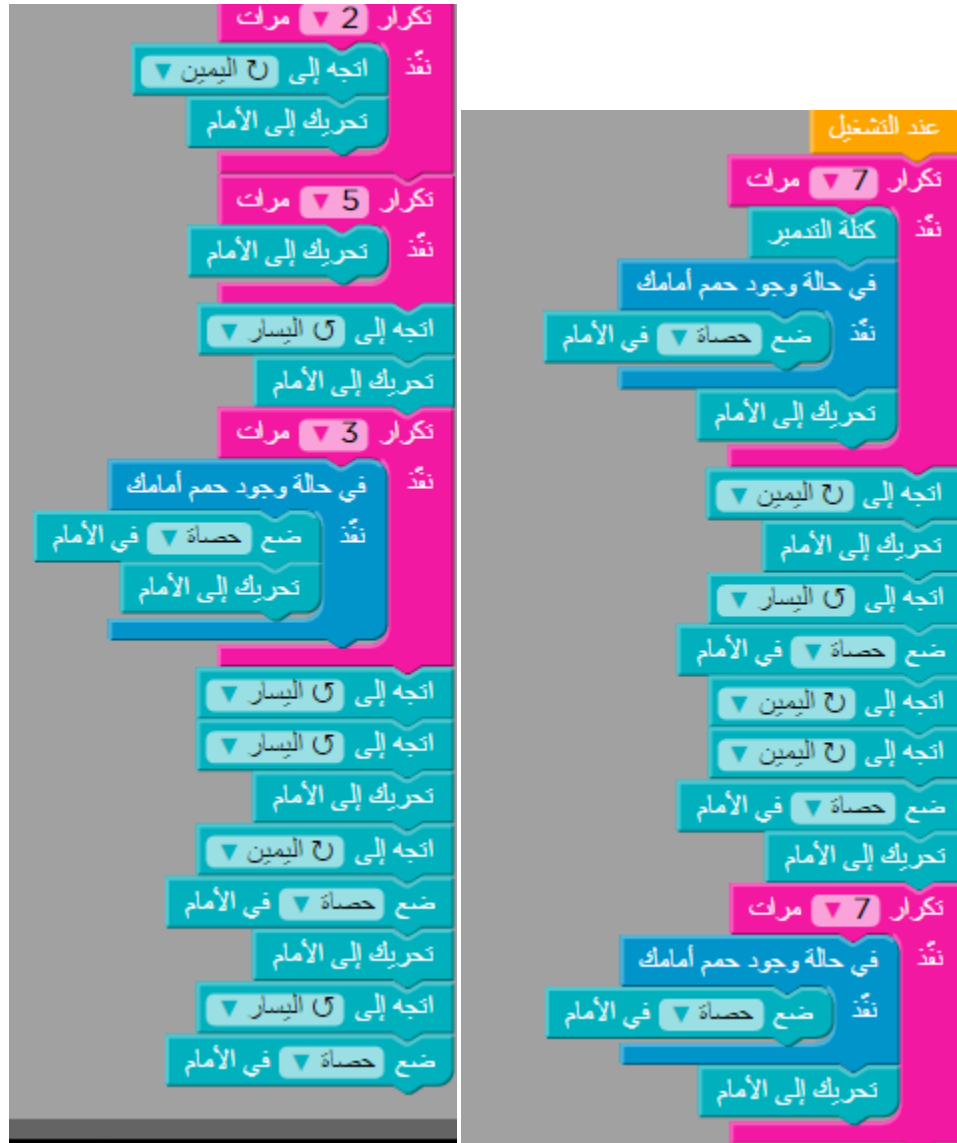 عند التشغيل
تكرار 7 مرات
نفّذ كتلة التدمير
في حالة وجود حمم أمامك
نفّذ ضع حصاة في الأمام
تحريك إلى الأمام
اتجه إلى اليمين
تحريك إلى الأمام
اتجه إلى اليسار
ضع حصاة في الأمام
اتجه إلى اليمين
اتجه إلى اليمين
ضع حصاة في الأمام
تحريك إلى الأمام
تكرار 7 مرات
نفّذ في حالة وجود حمم أمامك
نفّذ ضع حصاة في الأمام
تحريك إلى الأمام
تكرار 2 مرات
نفّذ اتجه إلى اليمين
تحريك إلى الأمام
تكرار 5 مرات
نفّذ تحريك إلى الأمام
اتجه إلى اليسار
تحريك إلى الأمام
تكرار 3 مرات
نفّذ في حالة وجود حمم أمامك
نفّذ ضع حصاة في الأمام
تحريك إلى الأمام
اتجه إلى اليسار
اتجه إلى اليسار
تحريك إلى الأمام
اتجه إلى اليمين
ضع حصاة في الأمام
تحريك إلى الأمام
اتجه إلى اليسار
ضع حصاة في الأمام